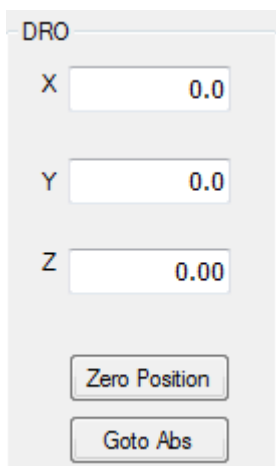 DRO
X 0.0
Y 0.0
Z 0.00
Zero Position
Goto Abs